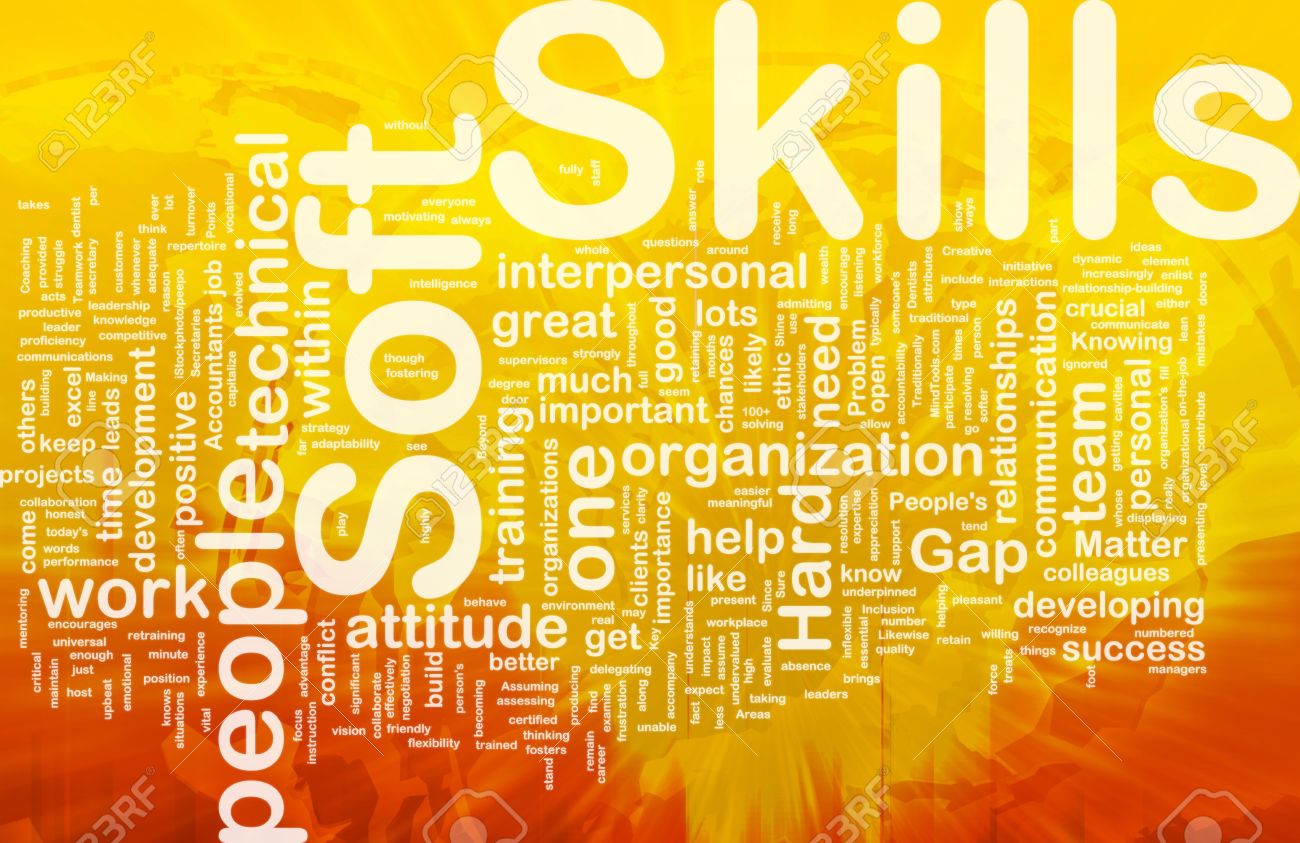 Skills
Soft
people
technical
without
fully
staff
everyone
motivating
always
intelligence
interpersonal
great
lots
good
much
important
one
organization
Hard
need
within
training
work
attitude
help
like
get
better
Gap
People's
Matter
team
communication
relationships
personal
crucial
Knowing
colleagues
developing
success
know
development
time
positive
projects
keep
others
excel
leads
come
Accountants
job
often
conflict
build
organizations
clients
clarity
services
importance
chances
likely
ethic
Problem
open
takes
Coaching
provided
struggle
acts
Teamwork
dentist
per
secretary
customers
whenever
adequate
ever
think
lot
reason
turnover
repertoire
Points
vocational
evolved
leadership
productive
leader
knowledge
competitive
proficiency
communications
building
line
Making
iStockphoto/peepo
Secretaries
capitalize
though
fostering
strategy
far
adaptability
see
play
highly
collaboration
honest
today's
words
performance
mentoring
encourages
universal
enough
just
host
critical
maintain
upbeat
emotional
retraining
minute
position
knows
situations
vital
experience
advantage
focus
instruction
significant
vision
collaborate
effectively
negotiation
friendly
flexibility
person's
becoming
trained
behave
Assuming
assessing
certified
thinking
fosters
stand
producing
remain
career
find
examine
frustration
delegating
along
unable
accompany
environment
real
may
Key
understands
expect
fact
impact
less
assume
undervalued
high
Areas
evaluate
taking
leaders
absence
workplace
present
Since
Sure
easier
meaningful
supervisors
strongly
degree
door
Beyond
whole
questions
around
answer
role
throughout
full
seem
retaining
mouths
100+
solving
receive
long
wealth
admitting
use
Shine
stakeholders
encourage
listening
workforce
typically
allow
someone's
accountability
Dentists
attributes
Traditionally
traditional
MindTools.com
participate
Creative
show
ways
include
type
times
person
resolving
go
softer
initiative
interactions
part
dynamic
ideas
element
increasingly
enlist
relationship-building
either
doors
communicate
lean
mistakes
ignored
fill
organization's
organizational
on-the-job
contribute
level
presenting
really
getting
cavities
whose
displaying
tend
support
appreciation
expertise
resolution
underpinned
Inclusion
number
Likewise
quality
inflexible
essential
brings
helping
retain
pleasant
willing
force
treats
things
recognize
foot
numbered
managers
123RF